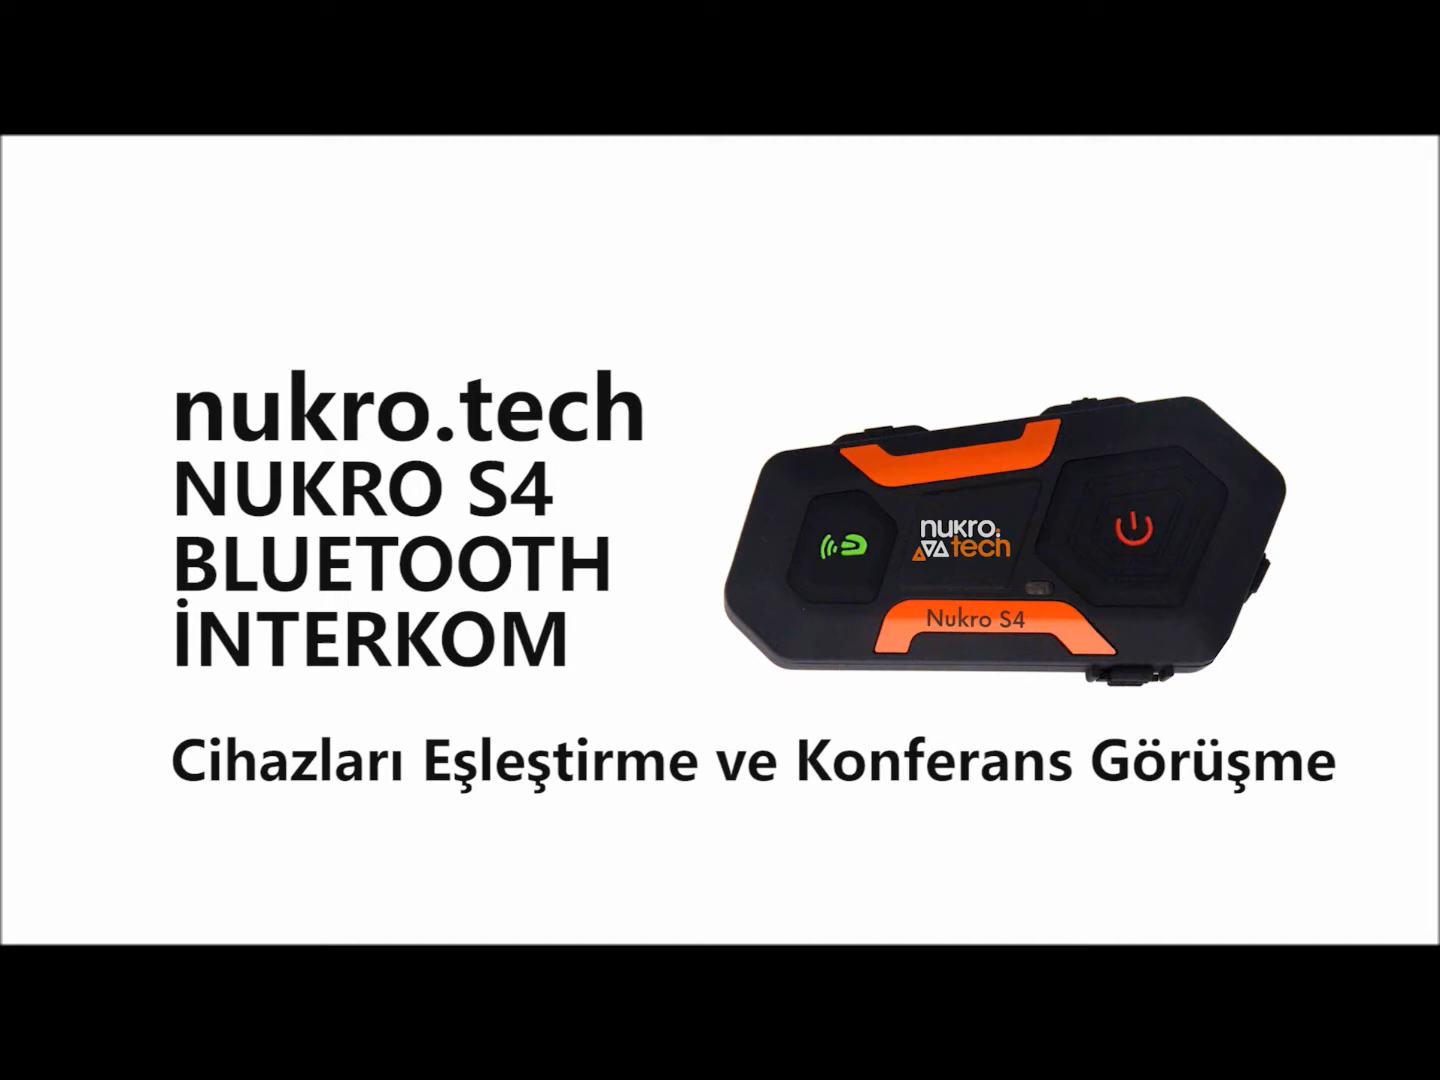 nukro.tech
NUKRO S4
BLUETOOTH
İNTERKOM
nukro.
tech
Nukro S4
Cihazları Eşleştirme ve Konferans Görüşme